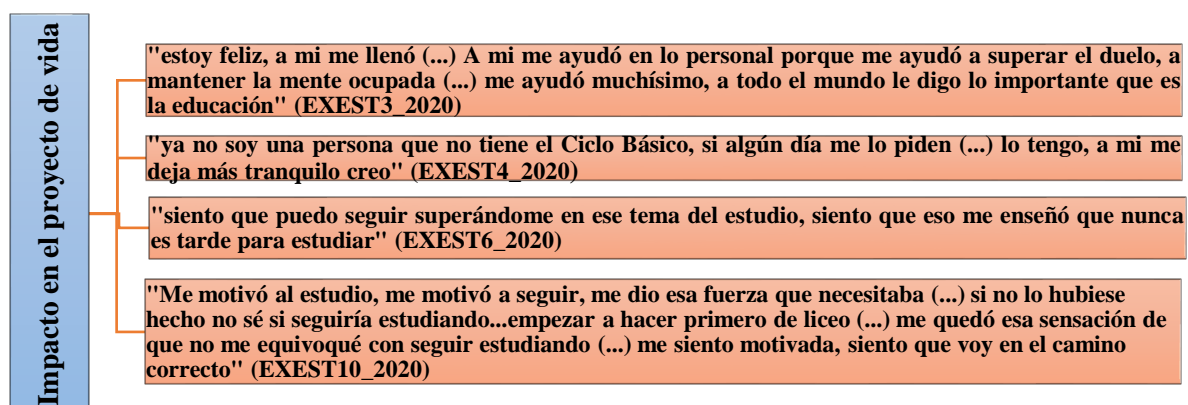 Impacto en el proyecto de vida
"estoy feliz, a mi me llenó (...) A mi me ayudó en lo personal porque me ayudó a superar el duelo, a
mantener la mente ocupada (...) me ayudó muchísimo, a todo el mundo le digo lo importante que es
la educación" (EXEST3_2020)
"ya no soy una persona que no tiene el Ciclo Básico, si algún día me lo piden (...) lo tengo, a mi me
deja más tranquilo creo" (EXEST4_2020)
"siento que puedo seguir superándome en ese tema del estudio, siento que eso me enseñó que nunca
es tarde para estudiar" (EXEST6_2020)
"Me motivó al estudio, me motivó a seguir, me dio esa fuerza que necesitaba (...) si no lo hubiese
hecho no sé si seguiría estudiando...empezar a hacer primero de liceo (...) me quedó esa sensación de
que no me equivoqué con seguir estudiando (...) me siento motivada, siento que voy en el camino
correcto" (EXEST10_2020)